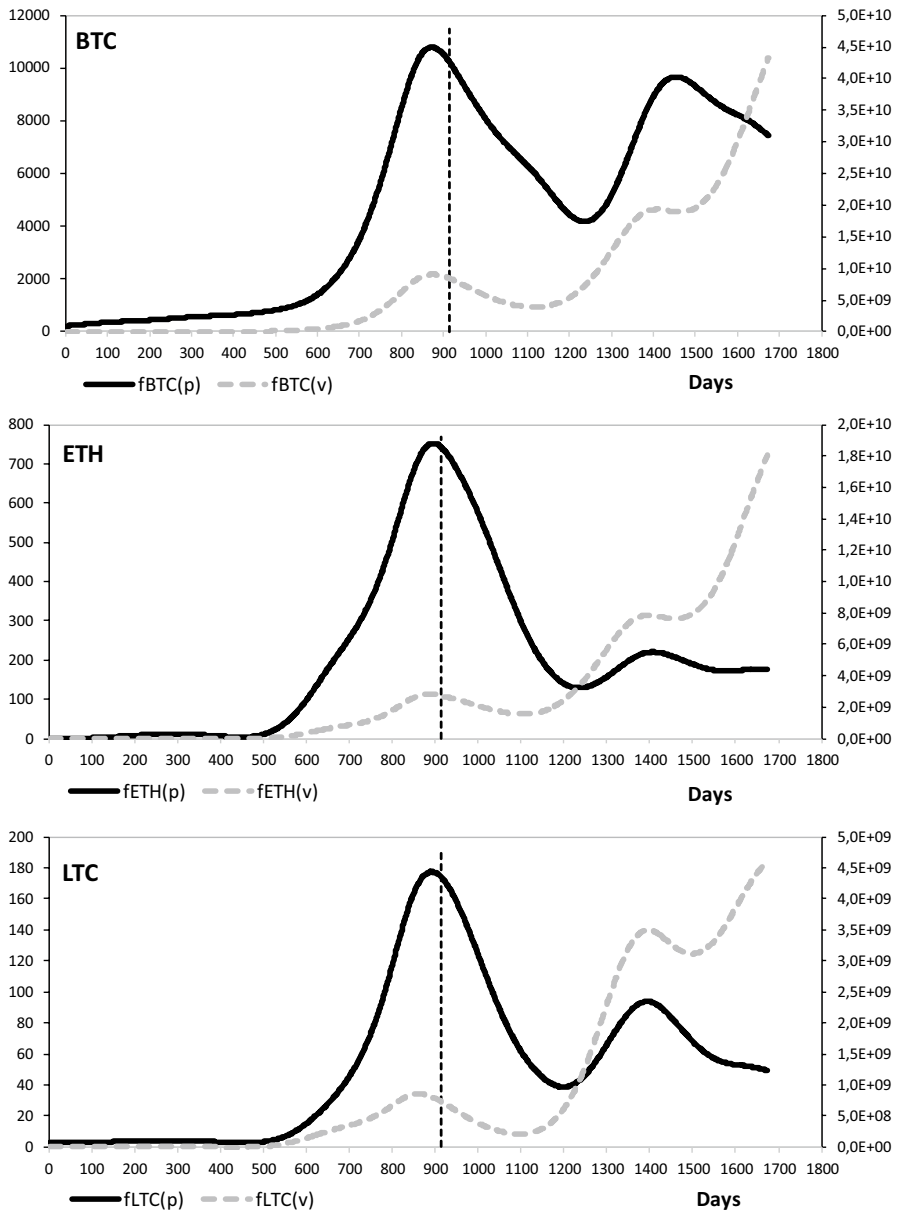 BTC
12000
10000
8000
6000
4000
2000
0
5,0E+10
4,5E+10
4,0E+10
3,5E+10
3,0E+10
2,5E+10
2,0E+10
1,5E+10
1,0E+10
5,0E+09
0,0E+00
0 100 200 300 400 500 600 700 800 900 1000 1100 1200 1300 1400 1500 1600 1700 1800
fBTC(p) fBTC(v) Days
ETH
800
700
600
500
400
300
200
100
0
2,0E+10
1,8E+10
1,6E+10
1,4E+10
1,2E+10
1,0E+10
8,0E+09
6,0E+09
4,0E+09
2,0E+09
0,0E+00
0 100 200 300 400 500 600 700 800 900 1000 1100 1200 1300 1400 1500 1600 1700 1800
fETH(p) fETH(v) Days
LTC
200
180
160
140
120
100
80
60
40
20
0
5,0E+09
4,5E+09
4,0E+09
3,5E+09
3,0E+09
2,5E+09
2,0E+09
1,5E+09
1,0E+09
5,0E+08
0,0E+00
0 100 200 300 400 500 600 700 800 900 1000 1100 1200 1300 1400 1500 1600 1700 1800
fLTC(p) fLTC(v) Days